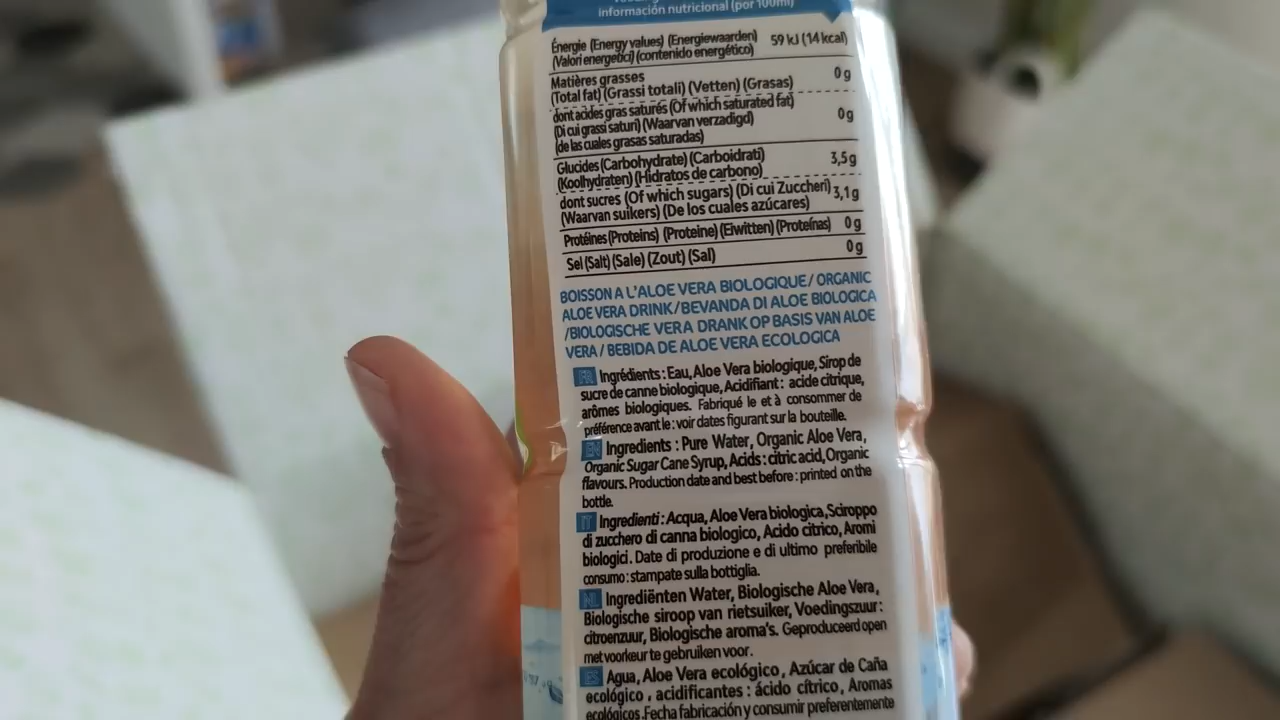 información nutricional (por 100ml)
Énergie (Energy values) (Energiewaarden) 59 kJ (14 kcal)
(Valori energetici) (contenido energético)
Matières grasses 0 g
(Total fat) (Grassi totali) (Vetten) (Grasas)
dont acides gras saturés (Of which saturated fat) 0 g
(Di cui grassi saturi) (Waarvan verzadigd)
(de las cuales grasas saturadas)
Glucides (Carbohydrate) (Carboidrati) 3,5 g
(Koolhydraten) (Hidratos de carbono)
dont sucres (Of which sugars) (Di cui Zuccheri) 3,1 g
(Waarvan suikers) (De los cuales azúcares)
Protéines (Proteins) (Proteine) (Eiwitten) (Proteínas) 0 g
Sel (Salt) (Sale) (Zout) (Sal) 0 g
BOISSON A L'ALOE VERA BIOLOGIQUE / ORGANIC
ALOE VERA DRINK / BEVANDA DI ALOE BIOLOGICA
/ BIOLOGISCHE VERA DRANK OP BASIS VAN ALOE
VERA / BEBIDA DE ALOE VERA ECOLOGICA
FR Ingrédients : Eau, Aloe Vera biologique, Sirop de
sucre de canne biologique, Acidifiant : acide citrique,
arômes biologiques. Fabriqué le et à consommer de
préférence avant le : voir dates figurant sur la bouteille.
EN Ingredients : Pure Water, Organic Aloe Vera,
Organic Sugar Cane Syrup, Acids : citric acid, Organic
flavours. Production date and best before : printed on the
bottle.
IT Ingredienti : Acqua, Aloe Vera biologica, Sciroppo
di zucchero di canna biologico, Acido citrico, Aromi
biologici. Date di produzione e di ultimo preferibile
consumo : stampate sulla bottiglia.
NL Ingrediënten Water, Biologische Aloe Vera,
Biologische siroop van rietsuiker, Voedingszuur :
citroenzuur, Biologische aroma's. Geproduceerd open
met voorkeur te gebruiken voor.
ES Agua, Aloe Vera ecológico, Azúcar de Caña
ecológico, acidificantes : ácido cítrico, Aromas
ecológicos. Fecha fabricación y consumir preferentemente